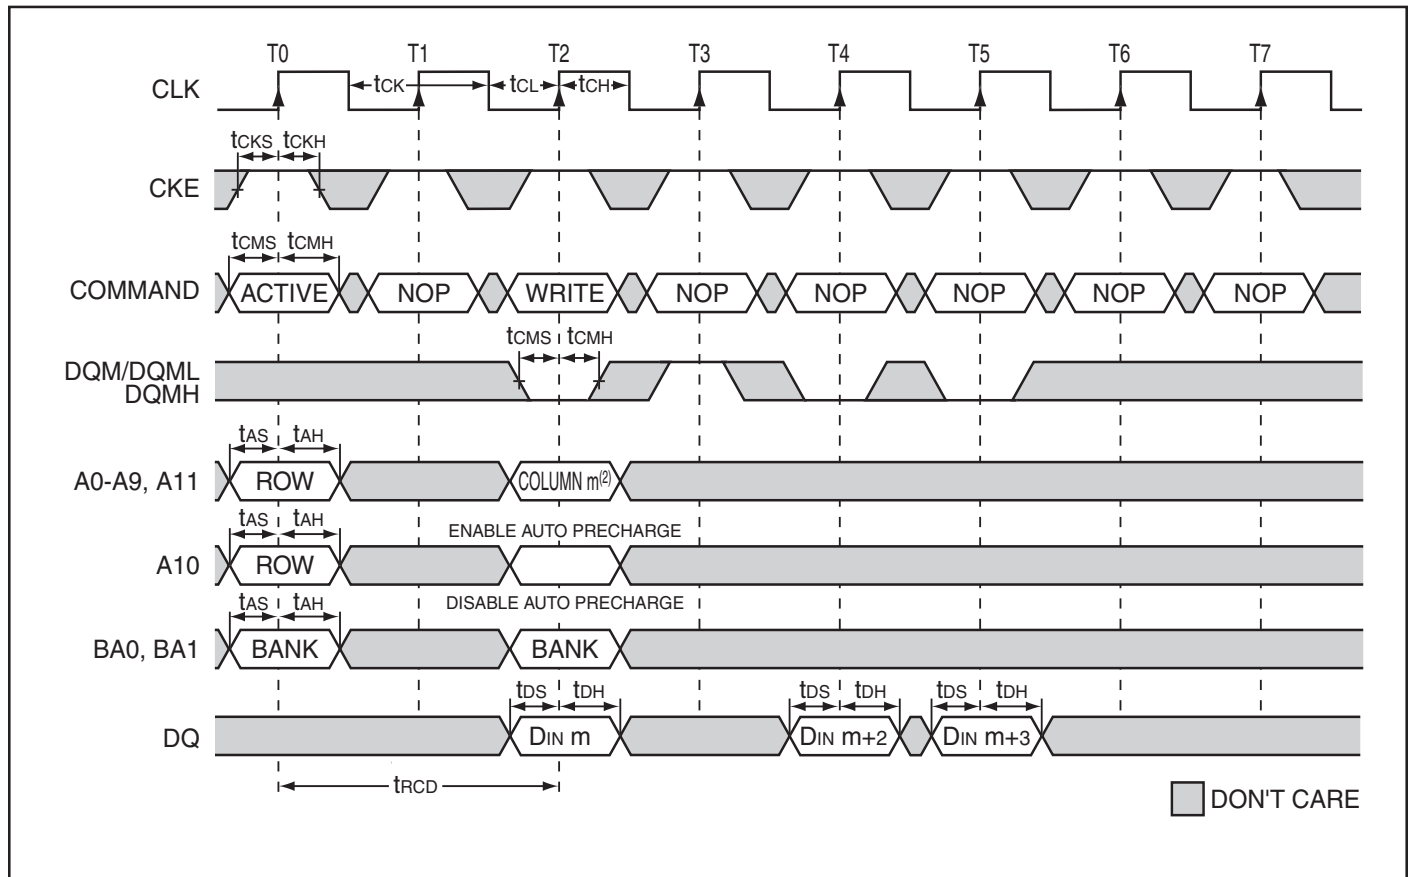 T0 T1 T2 T3 T4 T5 T6 T7
CLK tCK tCL tCH
tCKS tCKH
CKE
tCMS tCMH
COMMAND ACTIVE NOP WRITE NOP NOP NOP NOP NOP
tCMS tCMH
DQM/DQML
DQMH
tAS tAH
A0-A9, A11 ROW COLUMN m(2)
tAS tAH ENABLE AUTO PRECHARGE
A10 ROW
tAS tAH DISABLE AUTO PRECHARGE
BA0, BA1 BANK BANK
tDS tDH tDS tDH tDS tDH
DQ DIN m DIN m+2 DIN m+3
tRCD
DON'T CARE